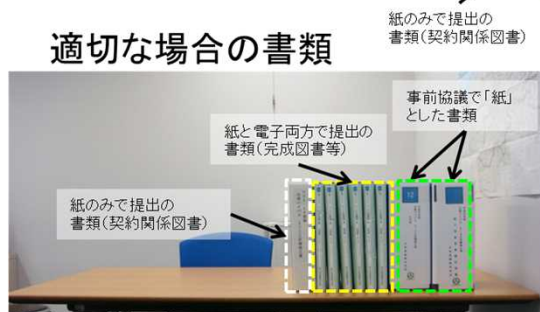 紙のみで提出の
書類(契約関係図書)
適切な場合の書類
事前協議で「紙」
とした書類
紙と電子両方で提出の
書類(完成図書等)
紙のみで提出の
書類(契約関係図書)